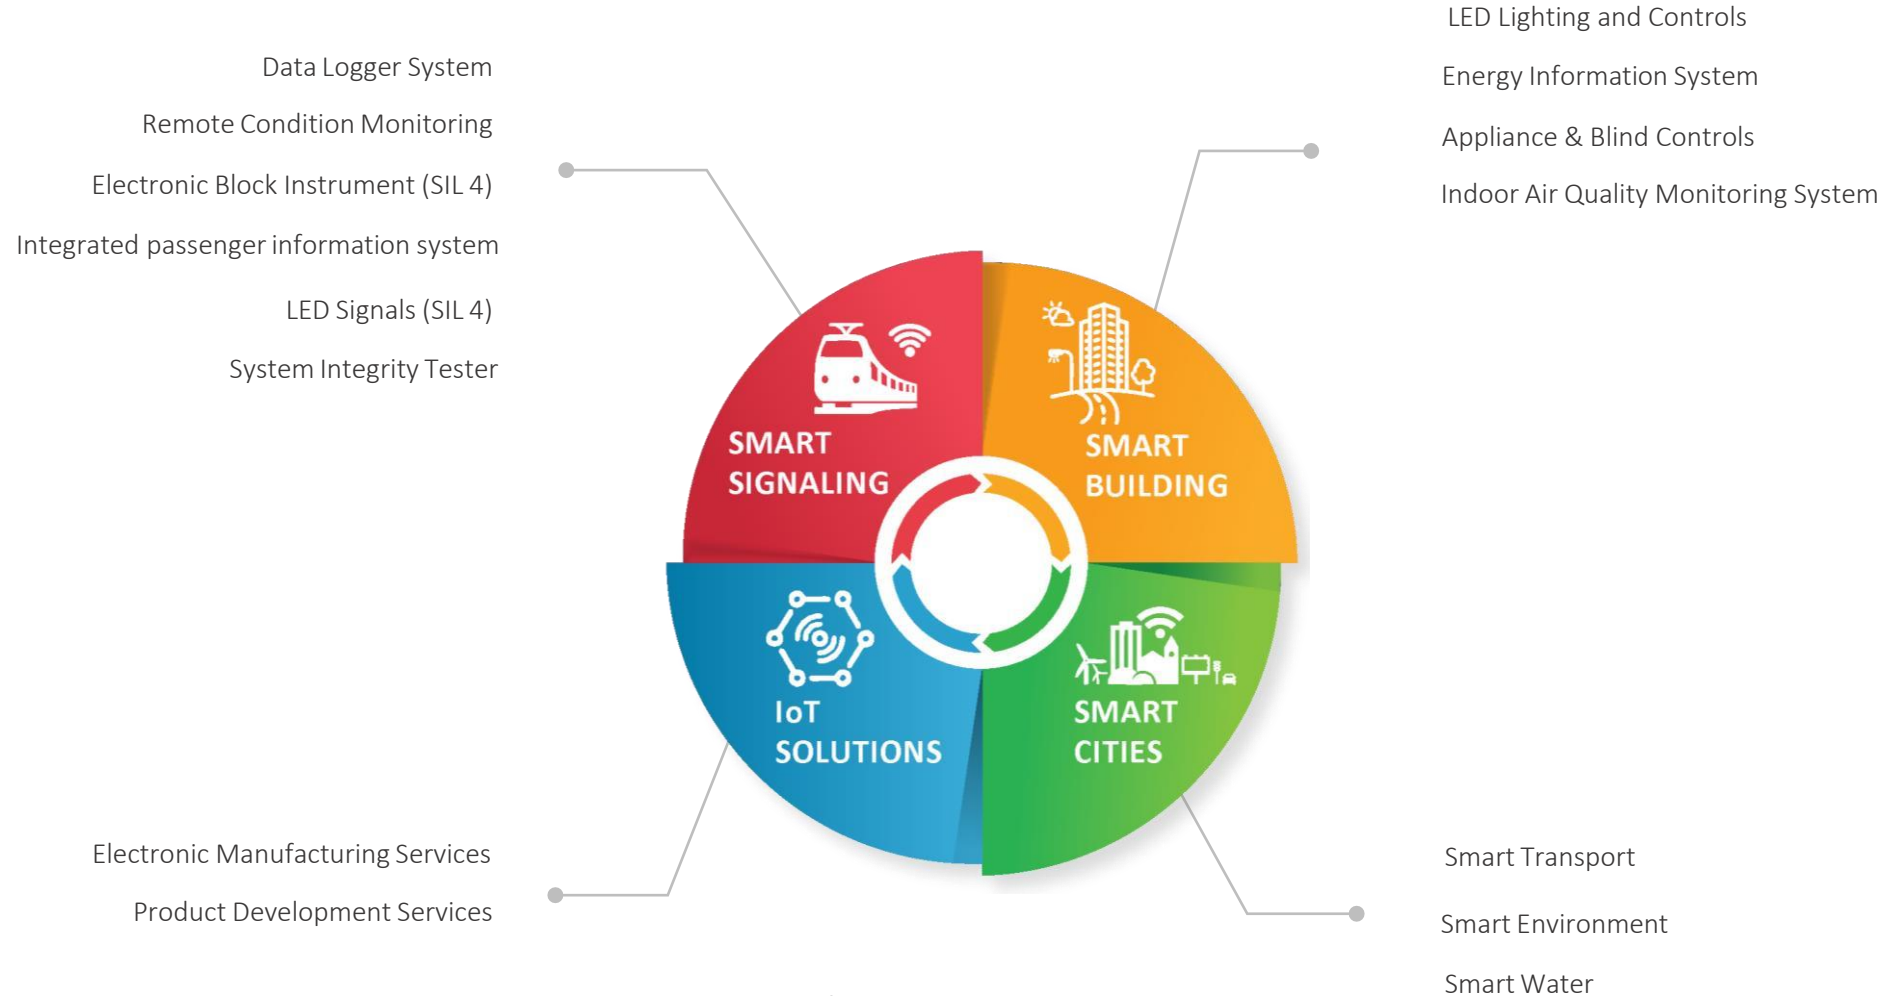 Data Logger System
Remote Condition Monitoring
Electronic Block Instrument (SIL 4)
Integrated passenger information system
LED Signals (SIL 4)
System Integrity Tester
LED Lighting and Controls
Energy Information System
Appliance & Blind Controls
Indoor Air Quality Monitoring System
SMART
SIGNALING
SMART
BUILDING
IoT
SOLUTIONS
SMART
CITIES
Electronic Manufacturing Services
Product Development Services
Smart Transport
Smart Environment
Smart Water